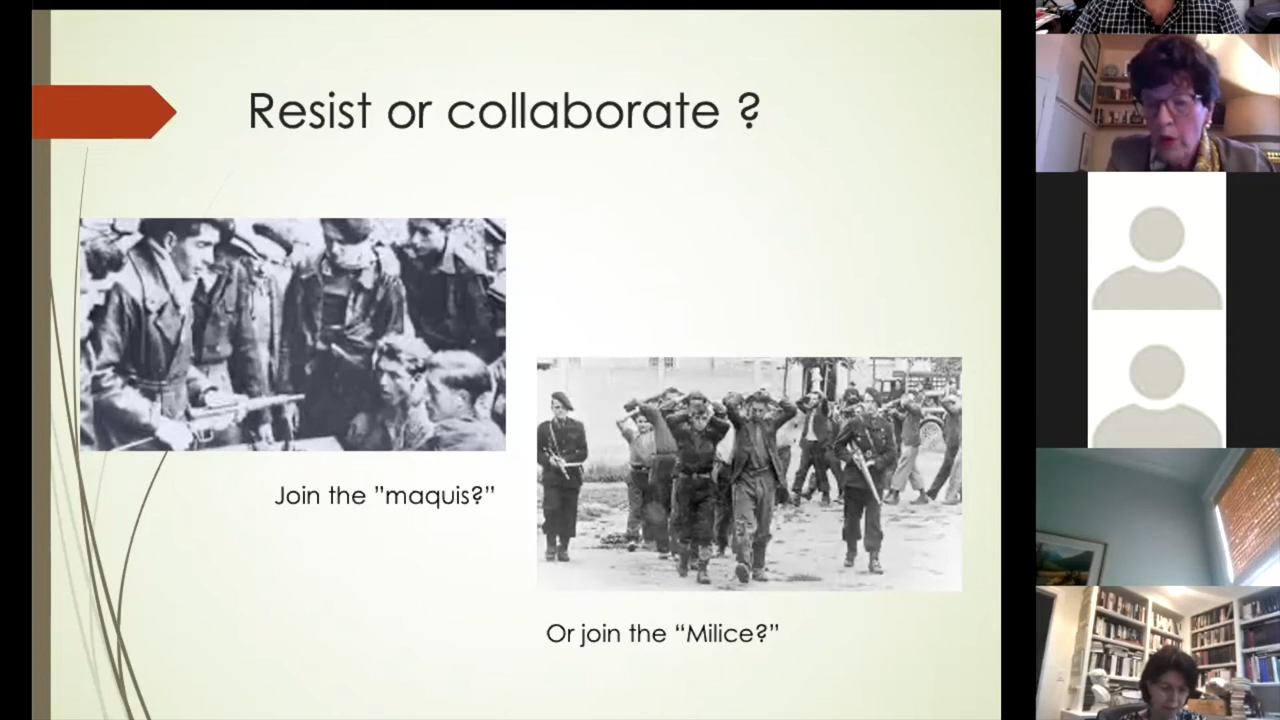 Resist or collaborate ?
Join the ”maquis?”
Or join the “Milice?”